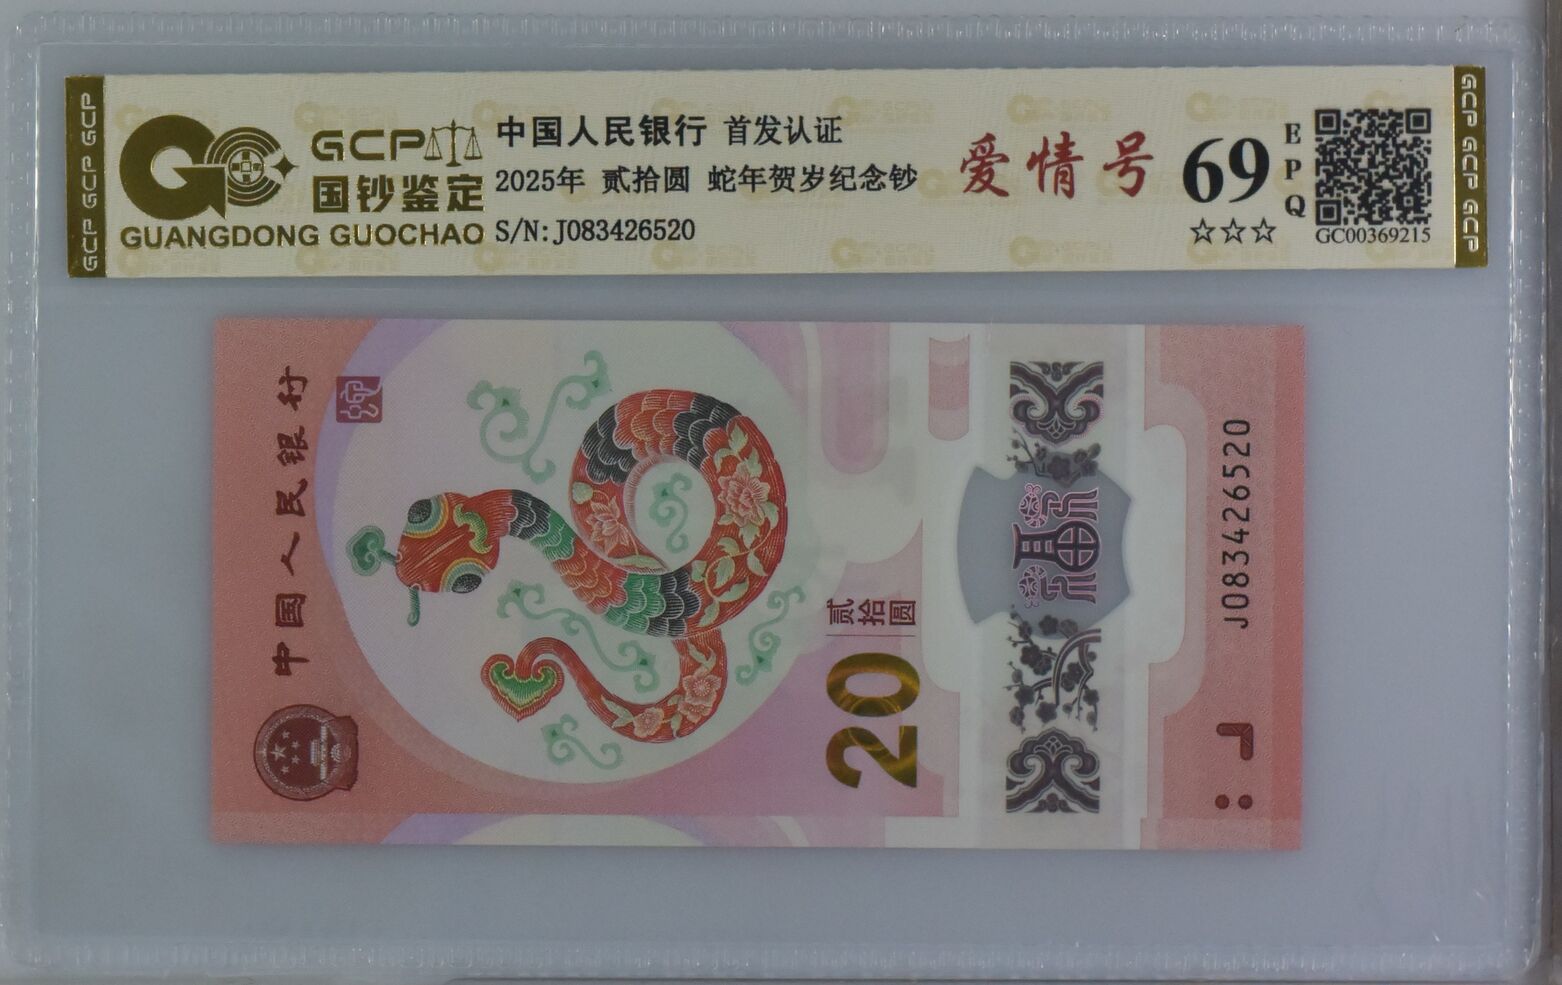 GCP GCP GCP
GCP
国钞鉴定
GUANGDONG GUOCHAO
中国人民银行 首发认证
2025年 贰拾圆 蛇年贺岁纪念钞
S/N:J083426520
爱情号
69
EPQ
☆☆☆
GC00369215
GCP GCP GCP
中国人民银行
蛇
贰拾圆
20
福
J083426520